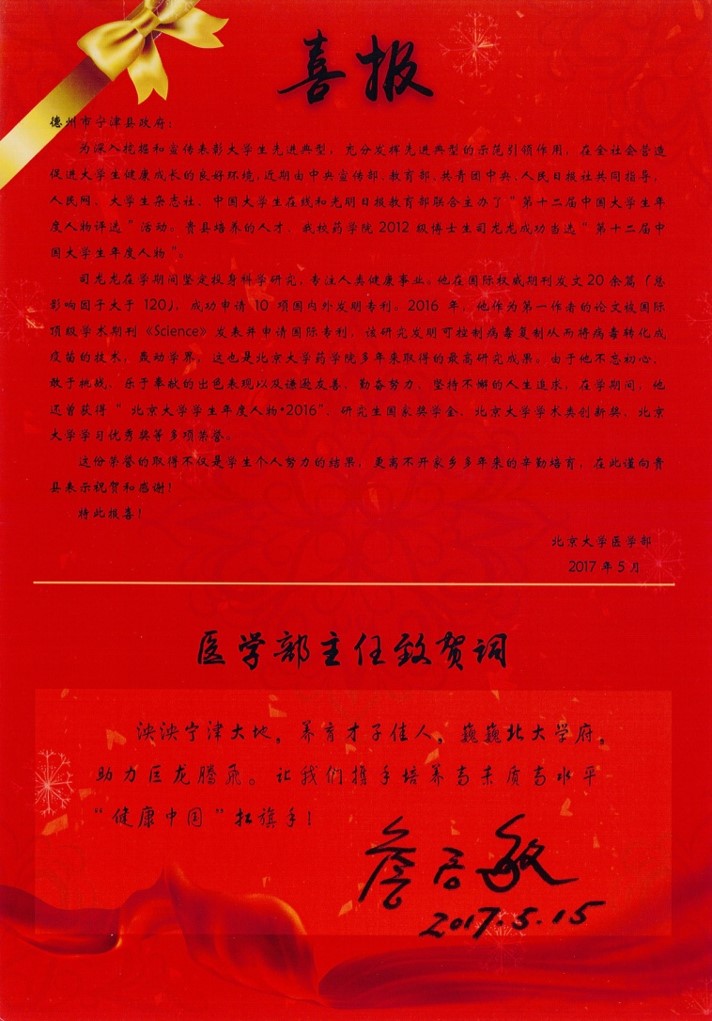 喜报
德州市宁津县政府：
为深入挖掘和宣传表彰大学生先进典型，充分发挥先进典型的示范引领作用，在全社会营造
促进大学生健康成长的良好环境，近期由中央宣传部、教育部、共青团中央、人民日报社共同指导，
人民网、大学生杂志社、中国大学生在线和光明日报教育部联合主办了“第十二届中国大学生年
度人物评选”活动。贵县培养的人才，我校药学院2012级博士生司龙龙成功当选“第十二届中
国大学生年度人物”。
司龙龙在学期间坚定投身科学研究、专注人类健康事业。他在国际权威期刊发文20余篇（总
影响因子大于120），成功申请10项国内外发明专利。2016年，他作为第一作者的论文被国际
顶级学术期刊《Science》发表并申请国际专利，该研究发明可控制病毒复制从而将病毒转化成
疫苗的技术，轰动学界，这也是北京大学药学院多年来取得的最高研究成果。由于他不忘初心、
敢于挑战、乐于奉献的出色表现以及谦逊友善、勤奋努力、坚持不懈的人生追求，在学期间，他
还曾获得“北京大学学生年度人物·2016”、研究生国家奖学金、北京大学学术类创新奖、北京
大学学习优秀奖等多项荣誉。
这份荣誉的取得不仅是学生个人努力的结果，更离不开家乡多年来的辛勤培育，在此谨向贵
县表示祝贺和感谢！
特此报喜！
北京大学医学部
2017年5月
医学部主任致贺词
泱泱宁津大地，养育才子佳人。巍巍北大学府，
助力巨龙腾飞。让我们携手培养高素质高水平
“健康中国”扛旗手！
詹启敏
2017.5.15